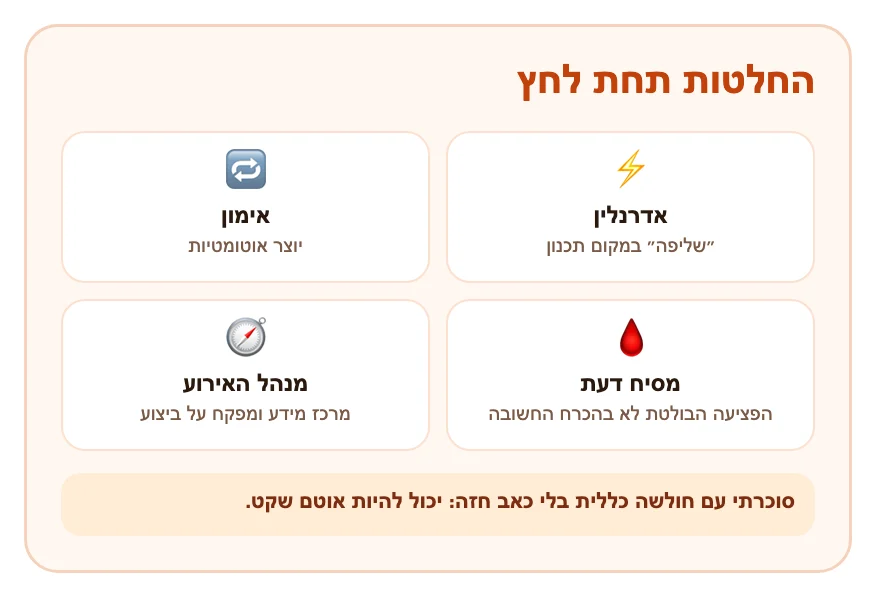 החלטות תחת לחץ
אדרנלין
״שליפה״ במקום תכנון
אימון
יוצר אוטומטיות
מסיח דעת
הפציעה הבולטת לא בהכרח החשובה
מנהל האירוע
מרכז מידע ומפקח על ביצוע
סוכרתי עם חולשה כללית בלי כאב חזה: יכול להיות אוטם שקט.